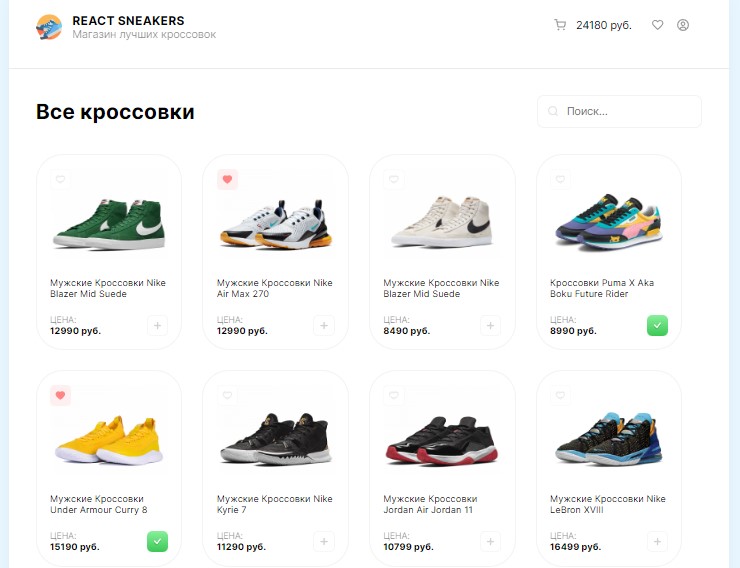 REACT SNEAKERS
Магазин лучших кроссовок
24180 руб.
Все кроссовки
Поиск...
Мужские Кроссовки Nike
Blazer Mid Suede
ЦЕНА:
12990 руб.
Мужские Кроссовки Nike
Air Max 270
ЦЕНА:
12990 руб.
Мужские Кроссовки Nike
Blazer Mid Suede
ЦЕНА:
8490 руб.
Кроссовки Puma X Aka
Boku Future Rider
ЦЕНА:
8990 руб.
Мужские Кроссовки
Under Armour Curry 8
ЦЕНА:
15190 руб.
Мужские Кроссовки Nike
Kyrie 7
ЦЕНА:
11290 руб.
Мужские Кроссовки
Jordan Air Jordan 11
ЦЕНА:
10799 руб.
Мужские Кроссовки Nike
LeBron XVIII
ЦЕНА:
16499 руб.